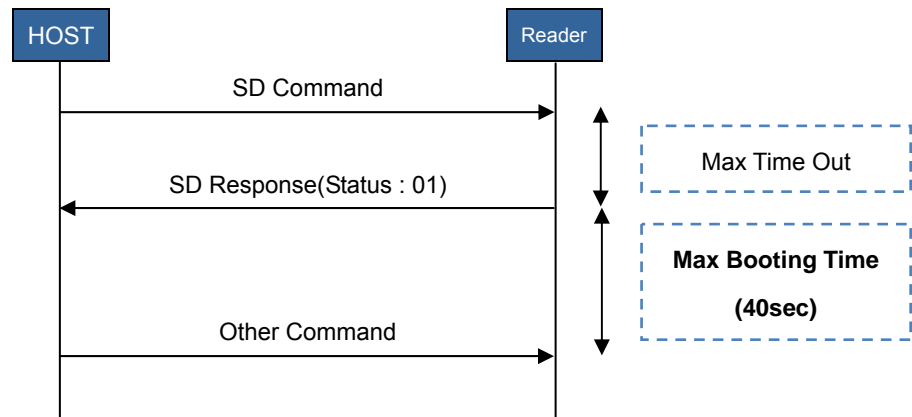 HOST
Reader
SD Command
Max Time Out
SD Response(Status : 01)
Max Booting Time
(40sec)
Other Command